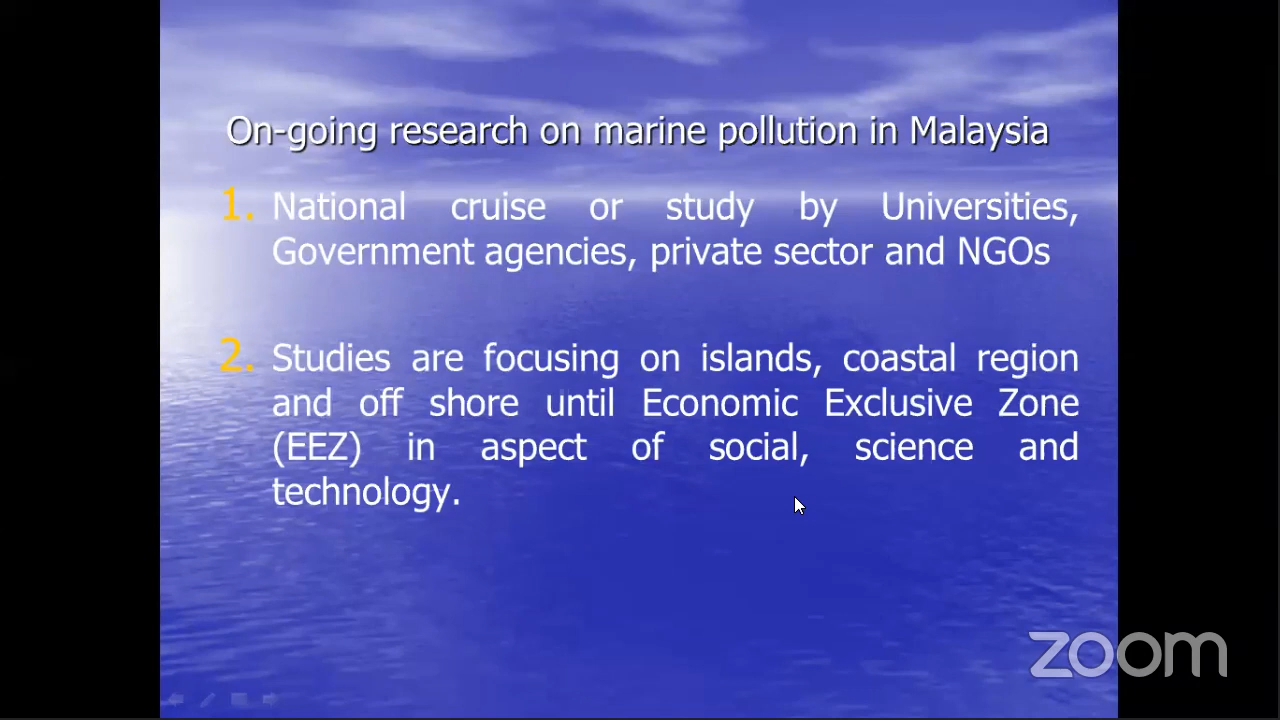 On-going research on marine pollution in Malaysia
1. National cruise or study by Universities,
Government agencies, private sector and NGOs
2. Studies are focusing on islands, coastal region
and off shore until Economic Exclusive Zone
(EEZ) in aspect of social, science and
technology.
zoom